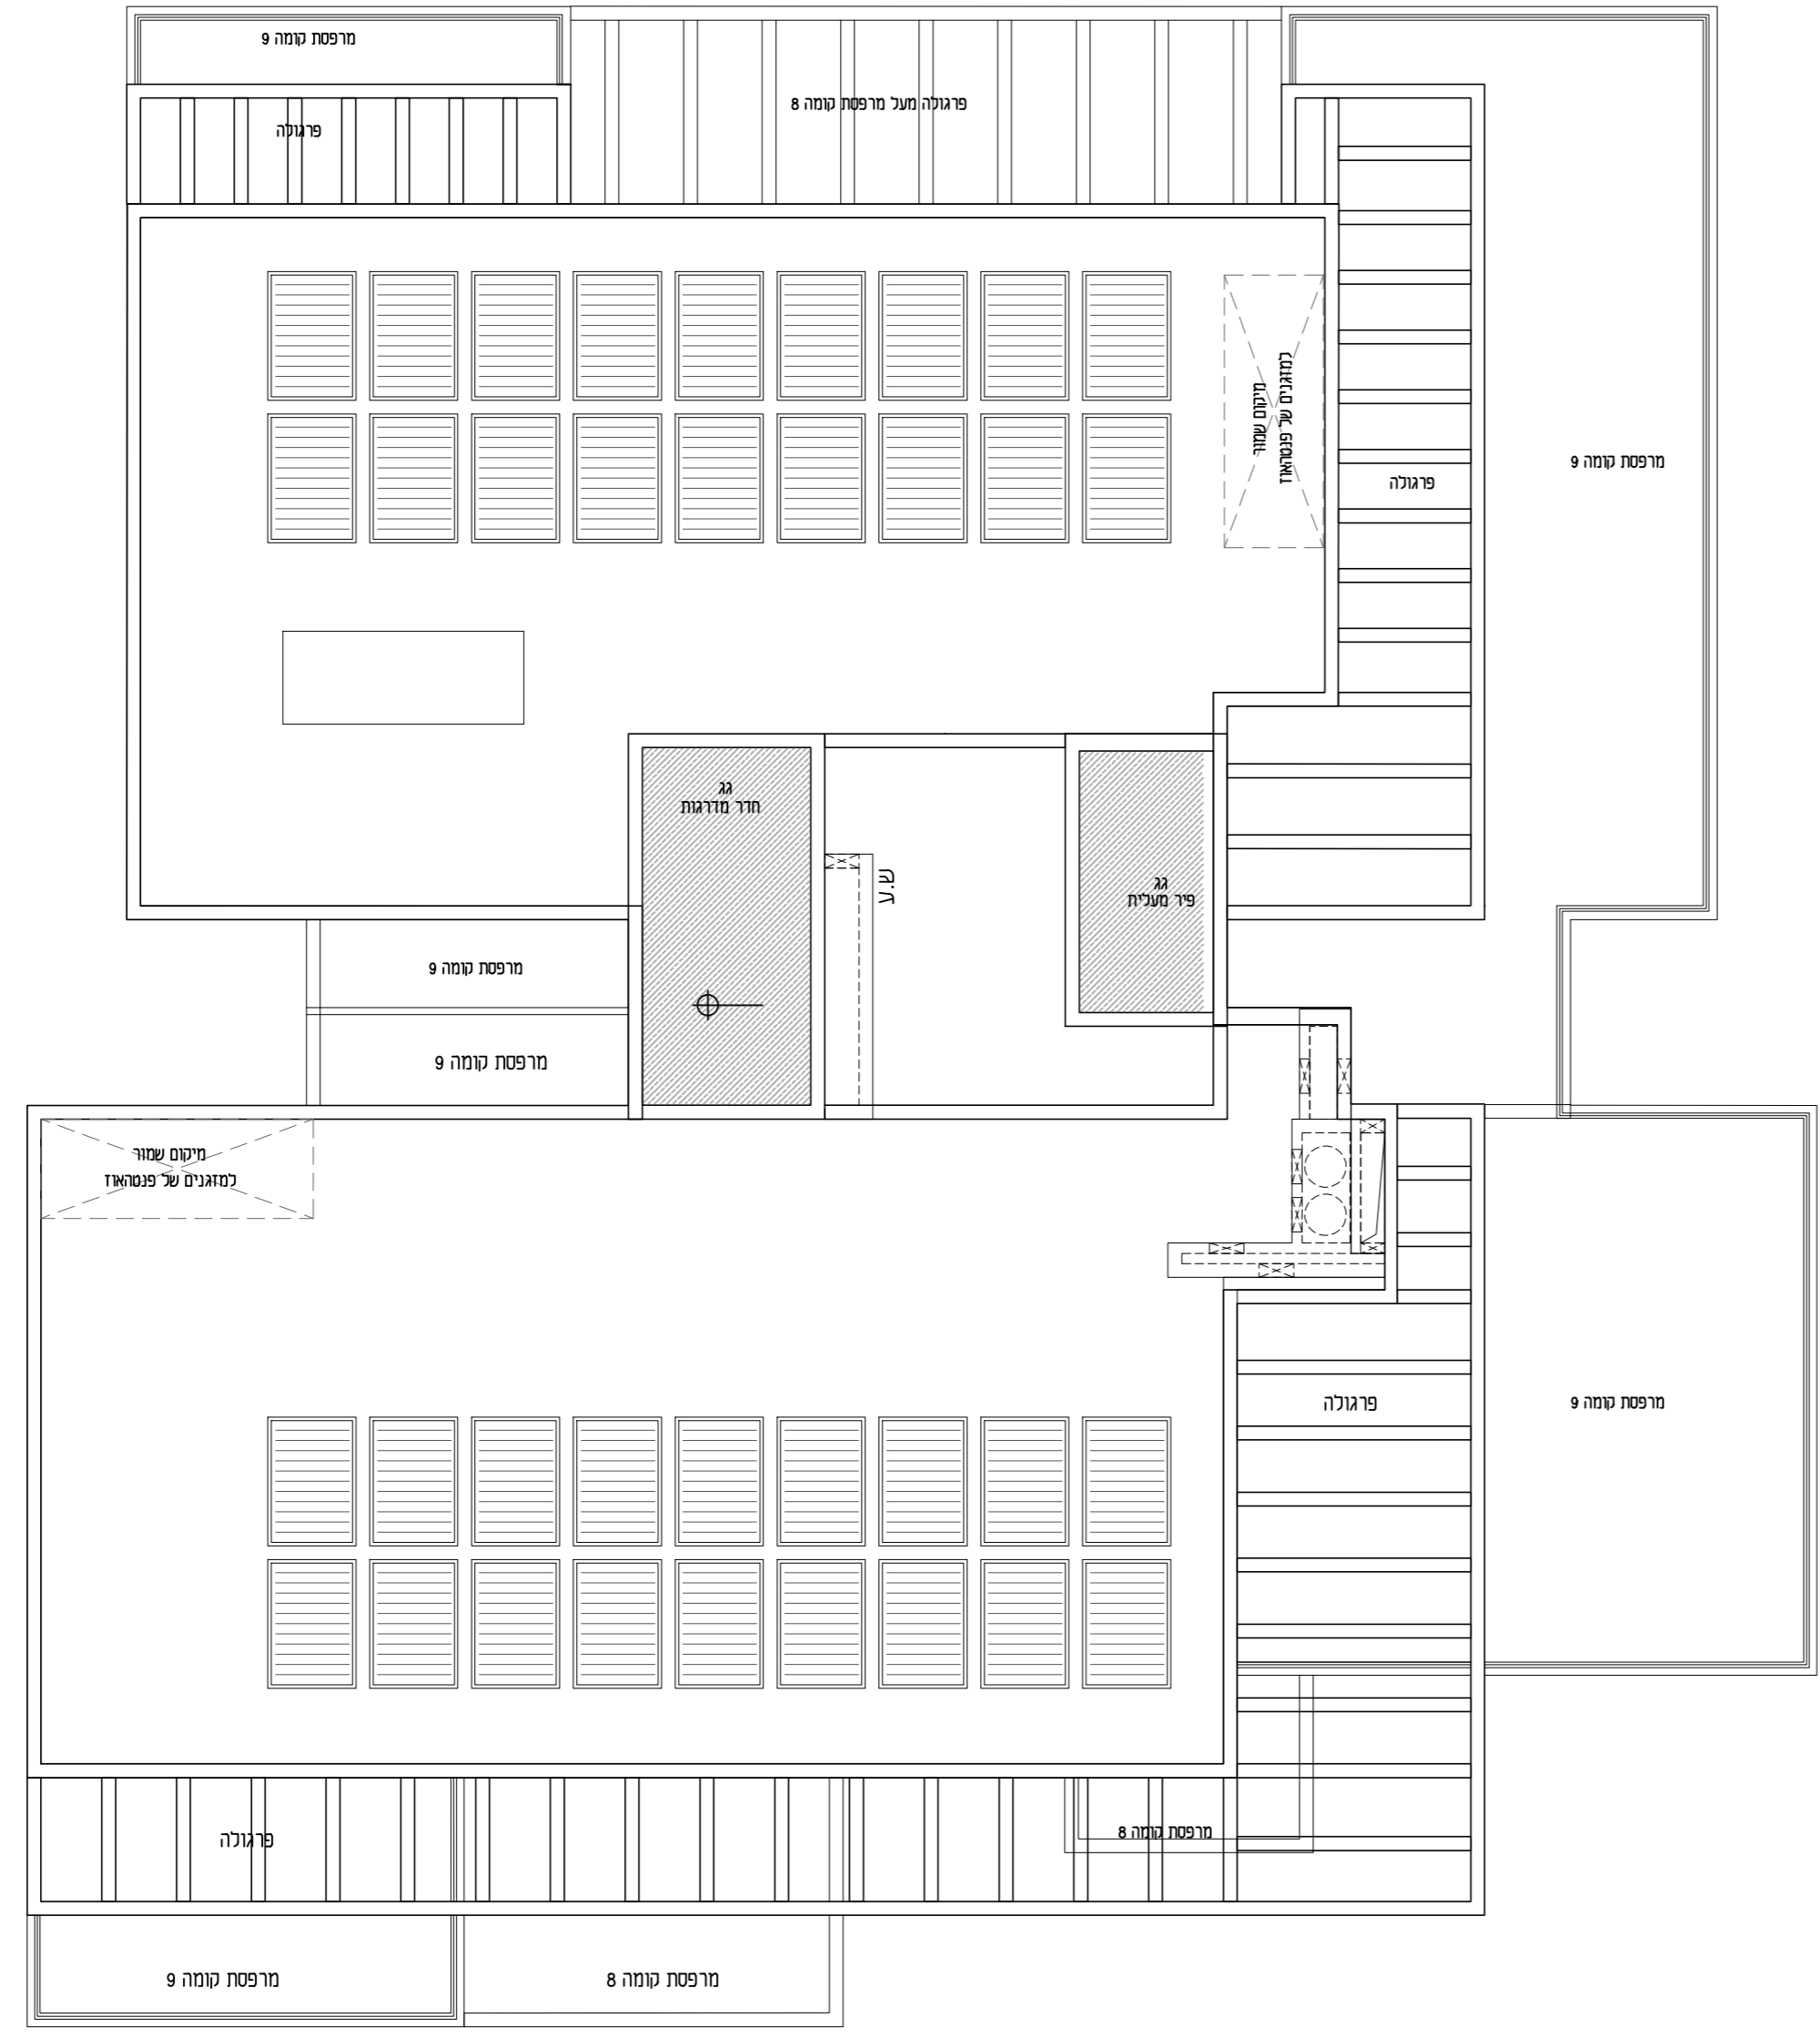 מרפסת קומה 9
פרגולה מעל מרפסת קומה 8
פרגולה
מיקום שמור
למזגנים של פנטהאוז
מרפסת קומה 9
פרגולה
גג
חדר מדרגות
ש.ע
גג
פיר מעלית
מרפסת קומה 9
מרפסת קומה 9
מיקום שמור
למזגנים של פנטהאוז
פרגולה
מרפסת קומה 9
פרגולה
מרפסת קומה 8
מרפסת קומה 9
מרפסת קומה 8